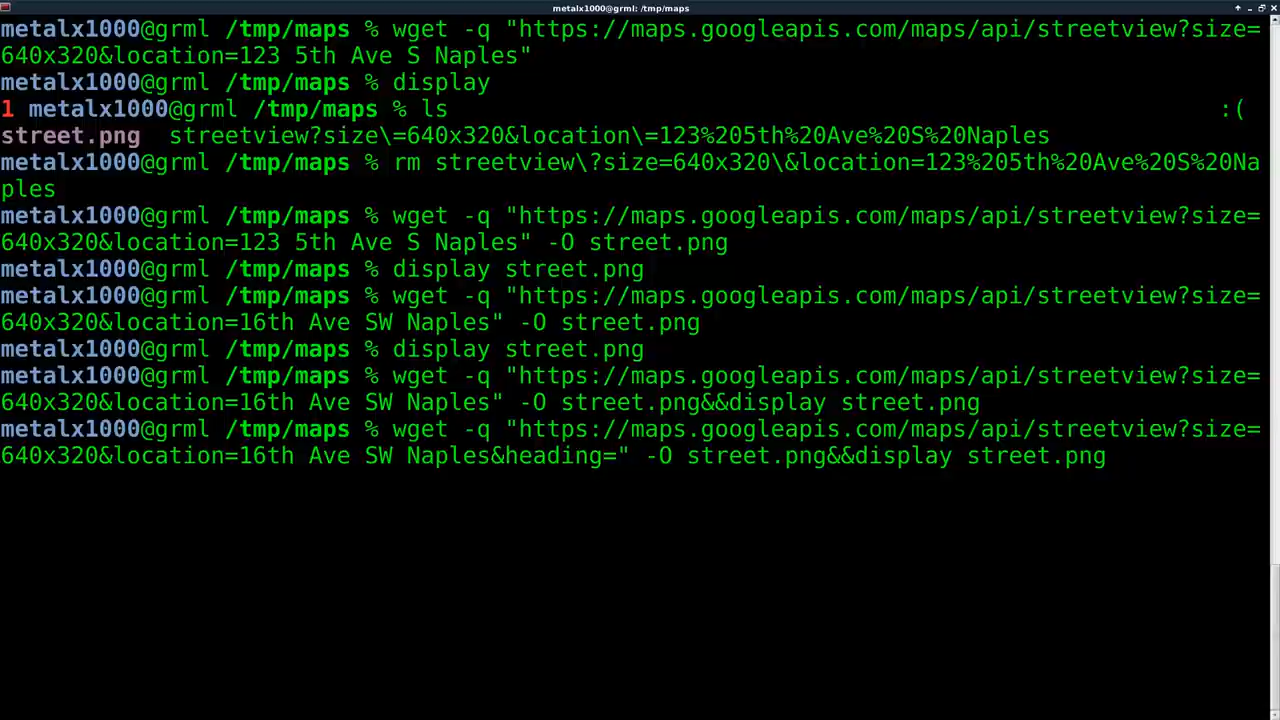 metalx1000@grml: /tmp/maps
metalx1000@grml /tmp/maps % wget -q "https://maps.googleapis.com/maps/api/streetview?size=
640x320&location=123 5th Ave S Naples"
metalx1000@grml /tmp/maps % display
1 metalx1000@grml /tmp/maps % ls :(
street.png  streetview?size\=640x320&location\=123%205th%20Ave%20S%20Naples
metalx1000@grml /tmp/maps % rm streetview\?size=640x320\&location=123%205th%20Ave%20S%20Na
ples
metalx1000@grml /tmp/maps % wget -q "https://maps.googleapis.com/maps/api/streetview?size=
640x320&location=123 5th Ave S Naples" -O street.png
metalx1000@grml /tmp/maps % display street.png
metalx1000@grml /tmp/maps % wget -q "https://maps.googleapis.com/maps/api/streetview?size=
640x320&location=16th Ave SW Naples" -O street.png
metalx1000@grml /tmp/maps % display street.png
metalx1000@grml /tmp/maps % wget -q "https://maps.googleapis.com/maps/api/streetview?size=
640x320&location=16th Ave SW Naples" -O street.png&&display street.png
metalx1000@grml /tmp/maps % wget -q "https://maps.googleapis.com/maps/api/streetview?size=
640x320&location=16th Ave SW Naples&heading=" -O street.png&&display street.png